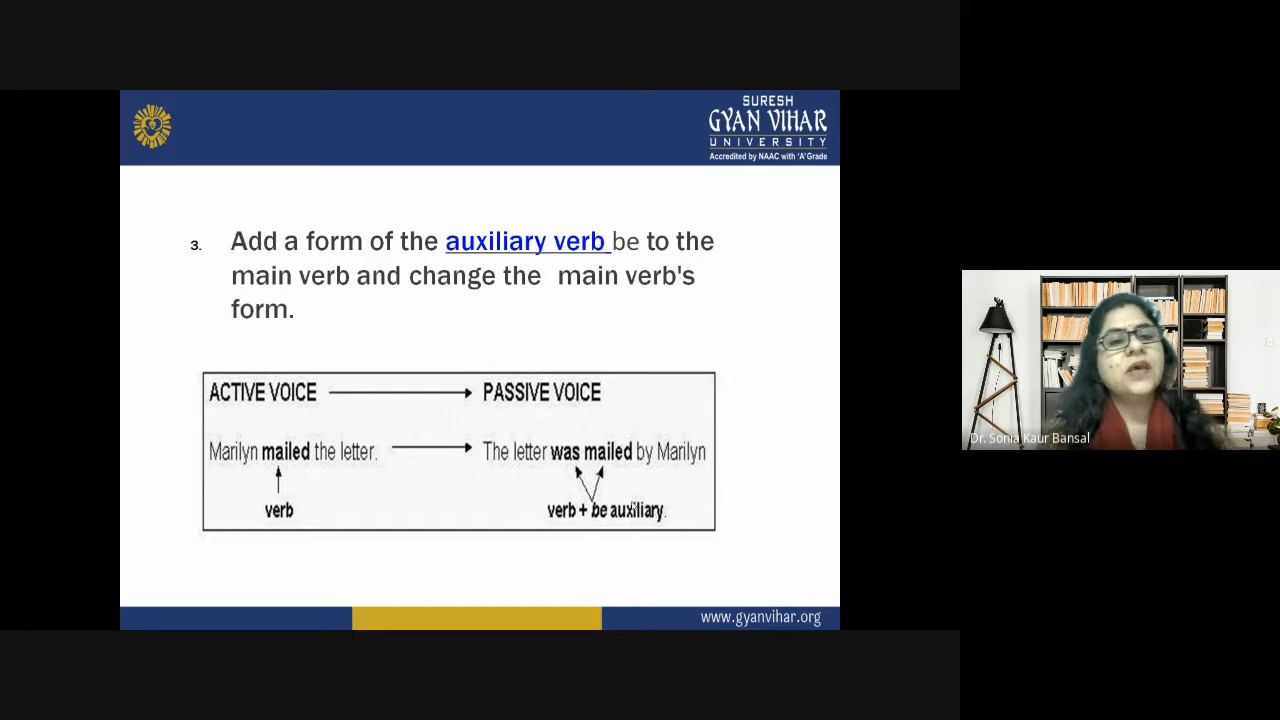 SURESH
GYAN VIHAR
UNIVERSITY
Accredited by NAAC with 'A' Grade
3. Add a form of the auxiliary verb be to the
main verb and change the main verb's
form.
ACTIVE VOICE PASSIVE VOICE
Marilyn mailed the letter. The letter was mailed by Marilyn
verb verb + be auxiliary.
www.gyanvihar.org
Dr. Sonia Kaur Bansal